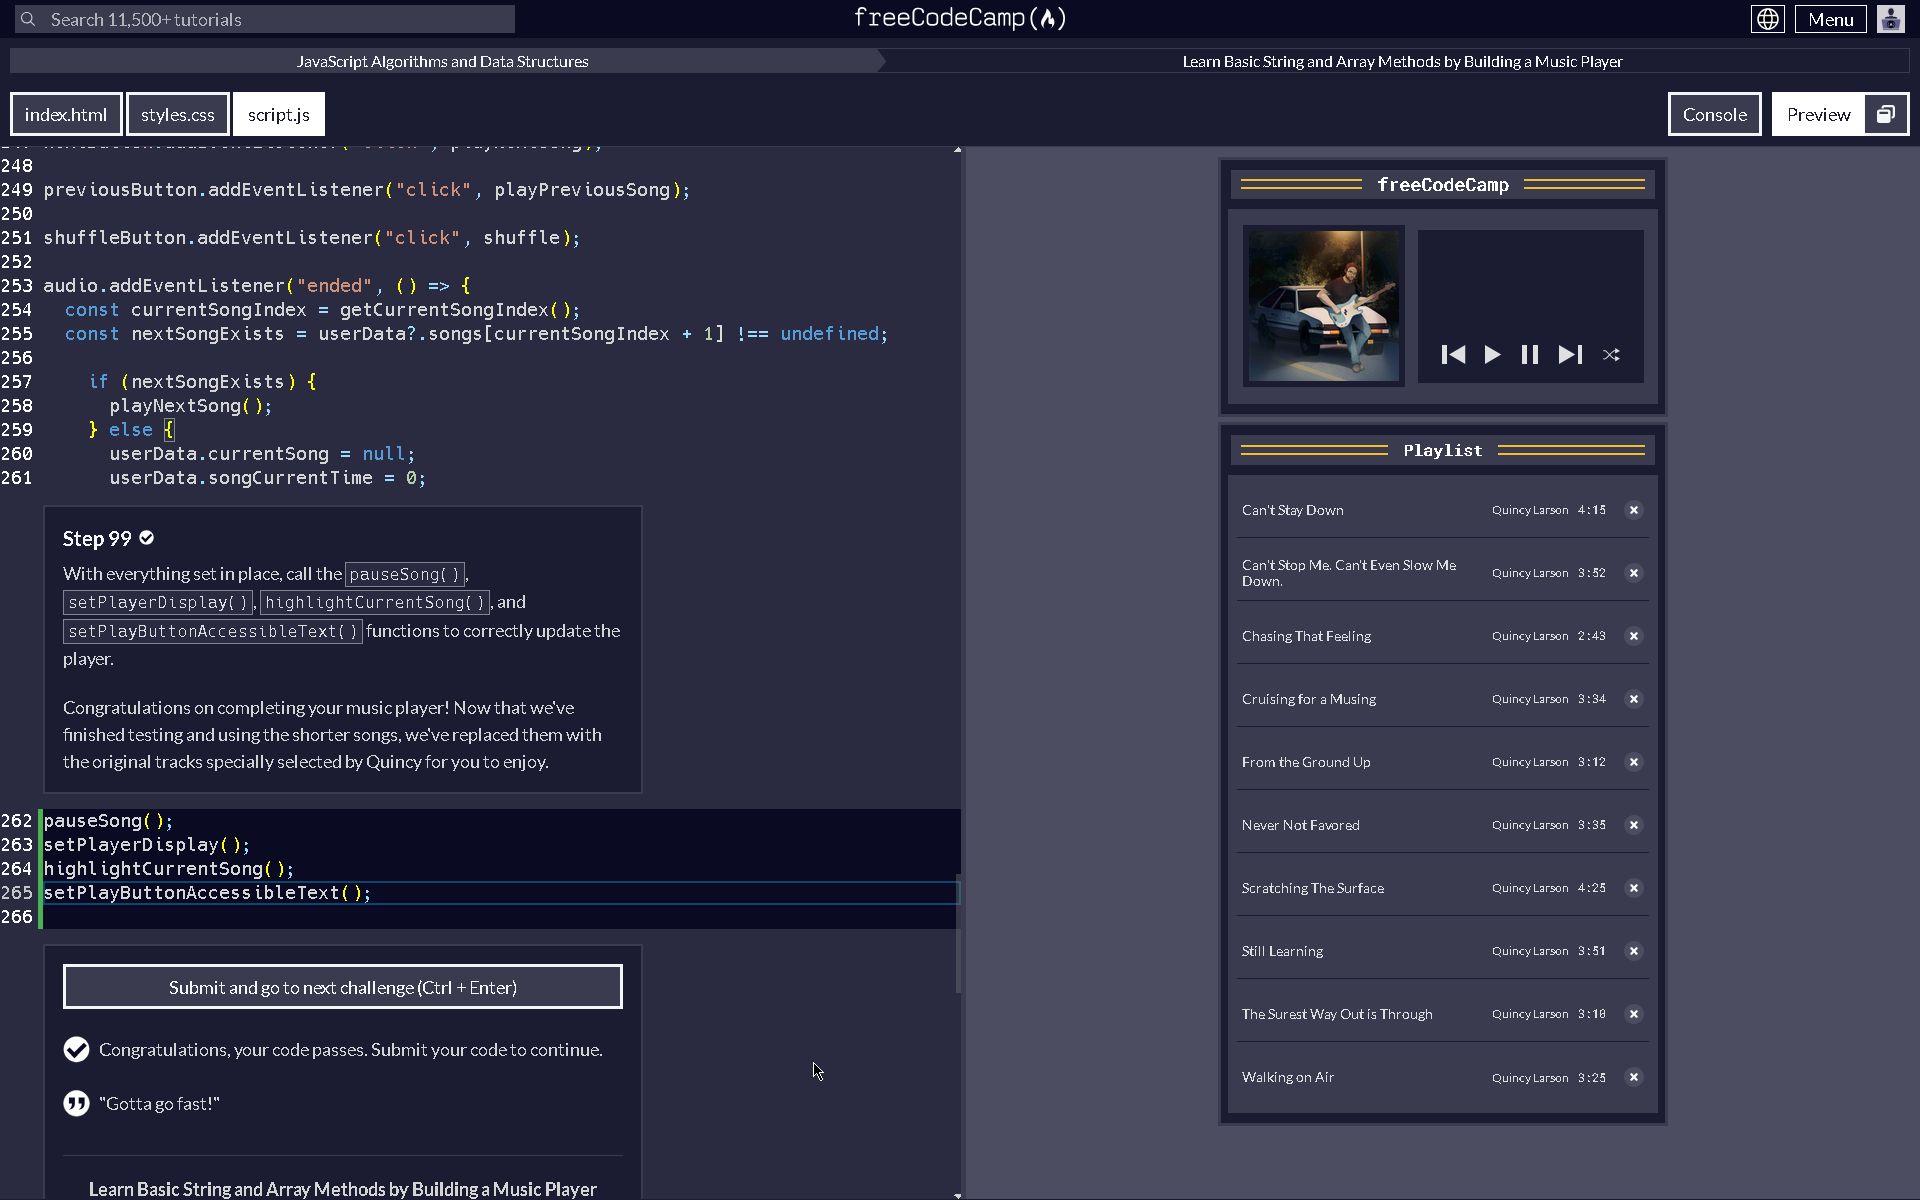 Search 11,500+ tutorials
freeCodeCamp
Menu
JavaScript Algorithms and Data Structures
Learn Basic String and Array Methods by Building a Music Player
index.html
styles.css
script.js
Console
Preview
248
249 previousButton.addEventListener("click", playPreviousSong);
250
251 shuffleButton.addEventListener("click", shuffle);
252
253 audio.addEventListener("ended", () => {
254 const currentSongIndex = getCurrentSongIndex();
255 const nextSongExists = userData?.songs[currentSongIndex + 1] !== undefined;
256
257 if (nextSongExists) {
258 playNextSong();
259 } else {
260 userData.currentSong = null;
261 userData.songCurrentTime = 0;
Step 99
With everything set in place, call the pauseSong(),
setPlayerDisplay(), highlightCurrentSong(), and
setPlayButtonAccessibleText() functions to correctly update the
player.
Congratulations on completing your music player! Now that we've
finished testing and using the shorter songs, we've replaced them with
the original tracks specially selected by Quincy for you to enjoy.
262 pauseSong();
263 setPlayerDisplay();
264 highlightCurrentSong();
265 setPlayButtonAccessibleText();
266
Submit and go to next challenge (Ctrl + Enter)
Congratulations, your code passes. Submit your code to continue.
"Gotta go fast!"
Learn Basic String and Array Methods by Building a Music Player
freeCodeCamp
Playlist
Can't Stay Down Quincy Larson 4:15
Can't Stop Me. Can't Even Slow Me
Down. Quincy Larson 3:52
Chasing That Feeling Quincy Larson 2:43
Cruising for a Musing Quincy Larson 3:34
From the Ground Up Quincy Larson 3:12
Never Not Favored Quincy Larson 3:35
Scratching The Surface Quincy Larson 4:25
Still Learning Quincy Larson 3:51
The Surest Way Out is Through Quincy Larson 3:10
Walking on Air Quincy Larson 3:25